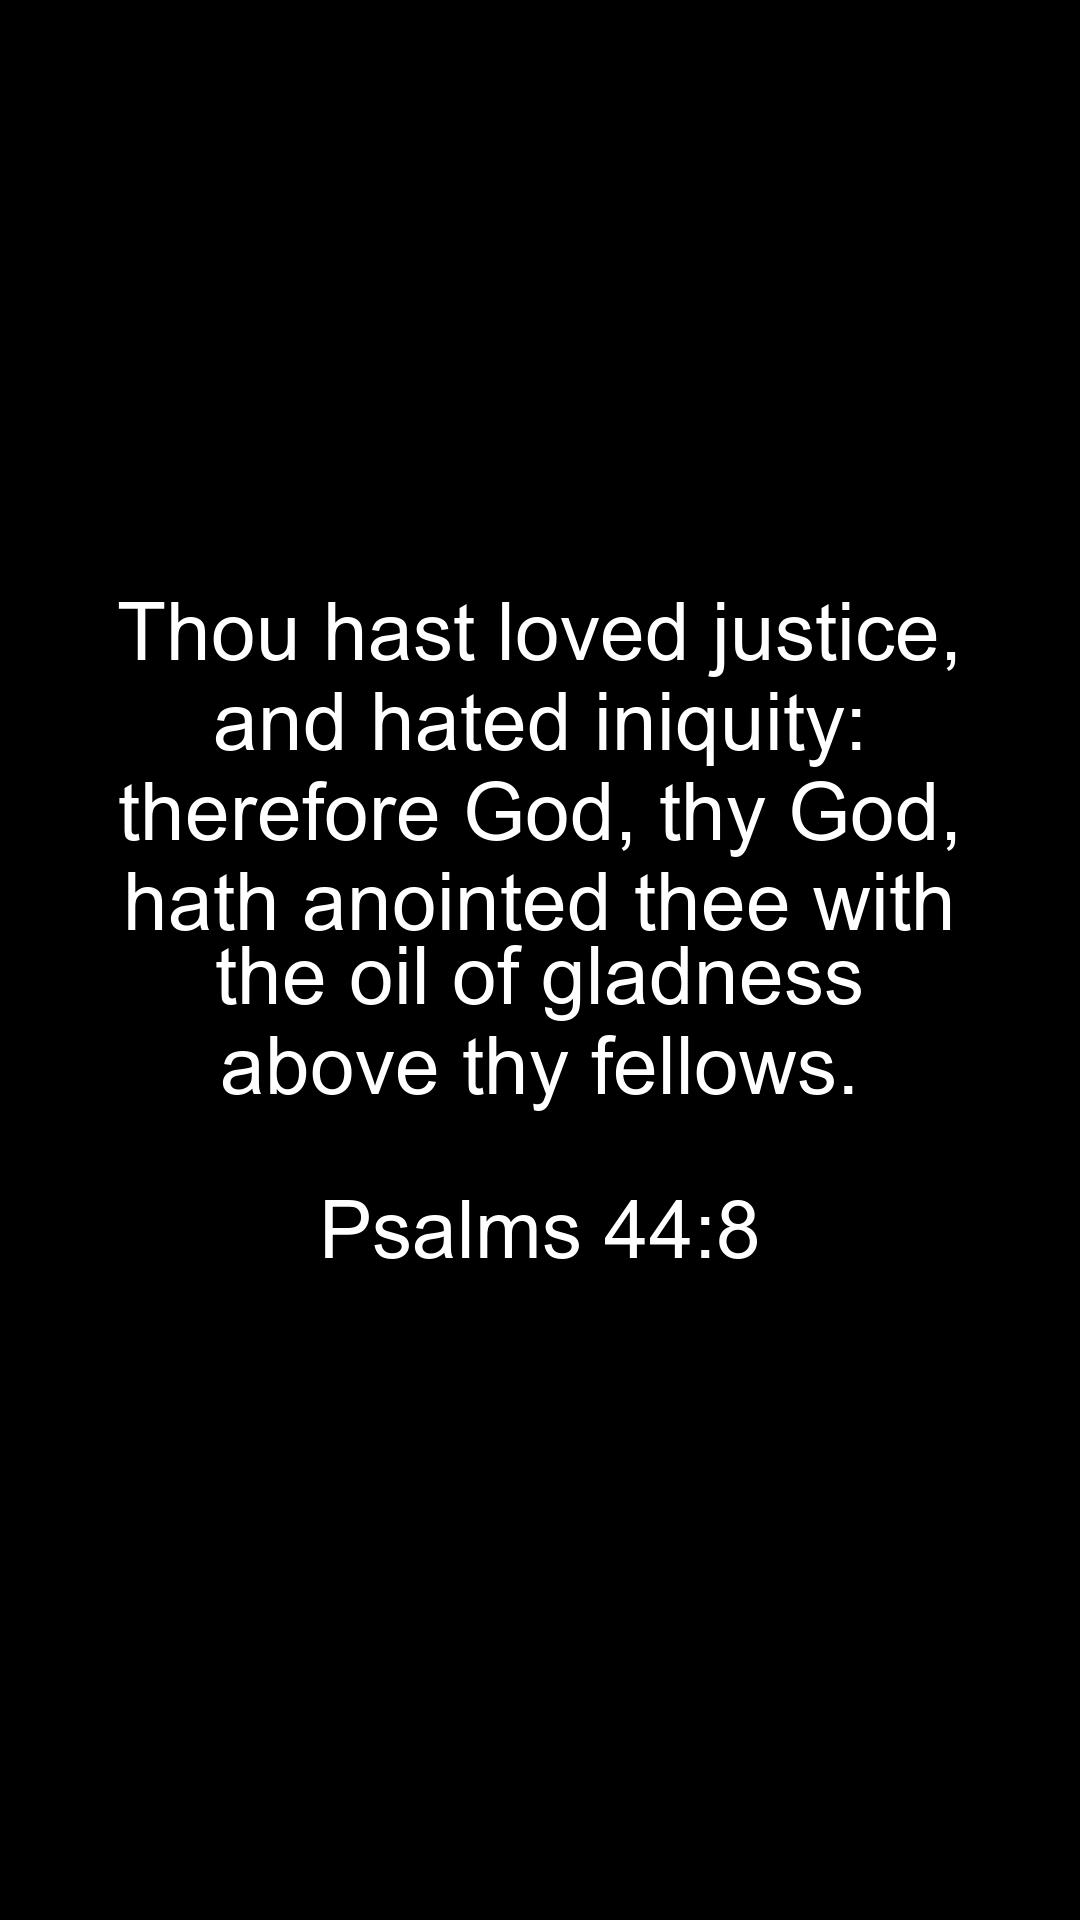 Thou hast loved justice,
and hated iniquity:
therefore God, thy God,
hath anointed thee with
the oil of gladness
above thy fellows.
Psalms 44:8